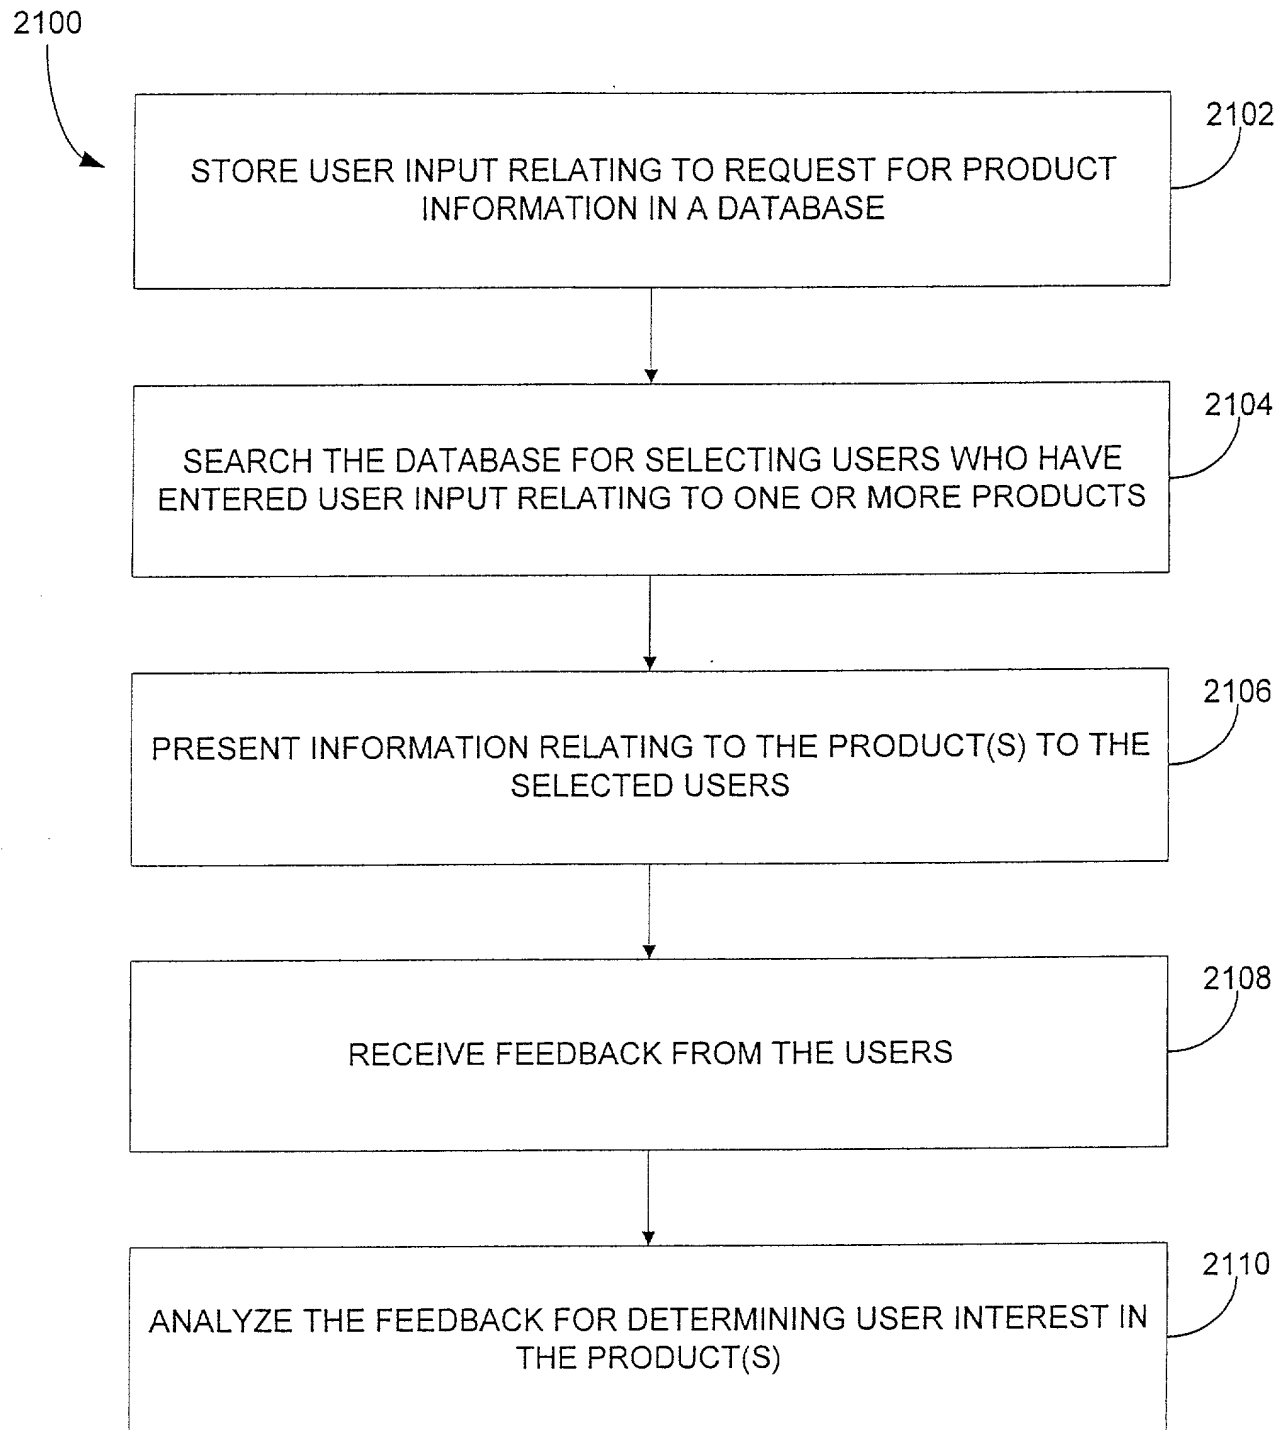 2100
2102
STORE USER INPUT RELATING TO REQUEST FOR PRODUCT
INFORMATION IN A DATABASE
2104
SEARCH THE DATABASE FOR SELECTING USERS WHO HAVE
ENTERED USER INPUT RELATING TO ONE OR MORE PRODUCTS
2106
PRESENT INFORMATION RELATING TO THE PRODUCT(S) TO THE
SELECTED USERS
2108
RECEIVE FEEDBACK FROM THE USERS
2110
ANALYZE THE FEEDBACK FOR DETERMINING USER INTEREST IN
THE PRODUCT(S)